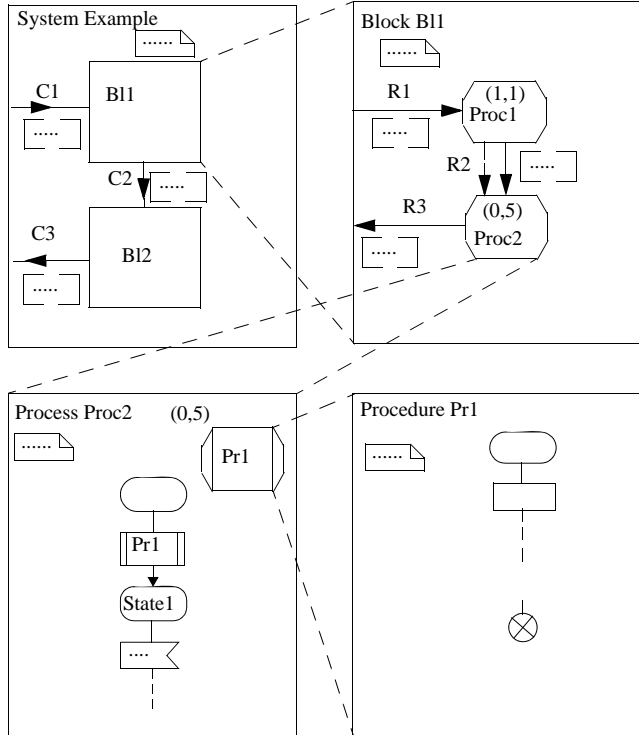 System Example
......
C1
Bl1
.....
C2
.....
C3
Bl2
.....
Block Bl1
......
R1
(1,1)
Proc1
.....
R2
.....
R3
(0,5)
Proc2
.....
Process Proc2 (0,5)
......
Pr1
Pr1
State1
....
Procedure Pr1
......